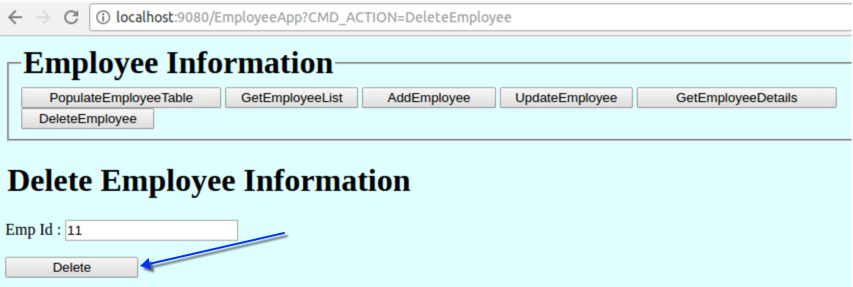 localhost:9080/EmployeeApp?CMD_ACTION=DeleteEmployee
Employee Information
PopulateEmployeeTable GetEmployeeList AddEmployee UpdateEmployee GetEmployeeDetails
DeleteEmployee
Delete Employee Information
Emp Id : 11
Delete